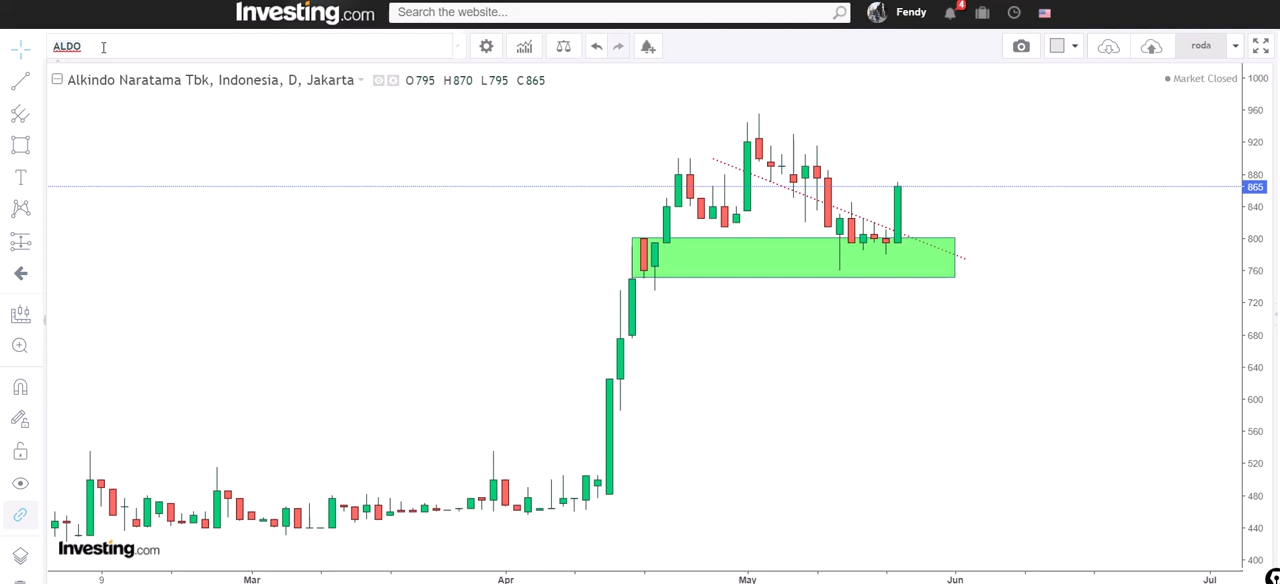 Investing.com
Search the website...
Fendy
4
ALDO
roda
Alkindo Naratama Tbk, Indonesia, D, Jakarta
O795 H870 L795 C865
Market Closed
1000
960
920
880
865
840
800
760
720
680
640
600
560
520
480
440
400
Investing.com
9 Mar Apr May Jun Jul